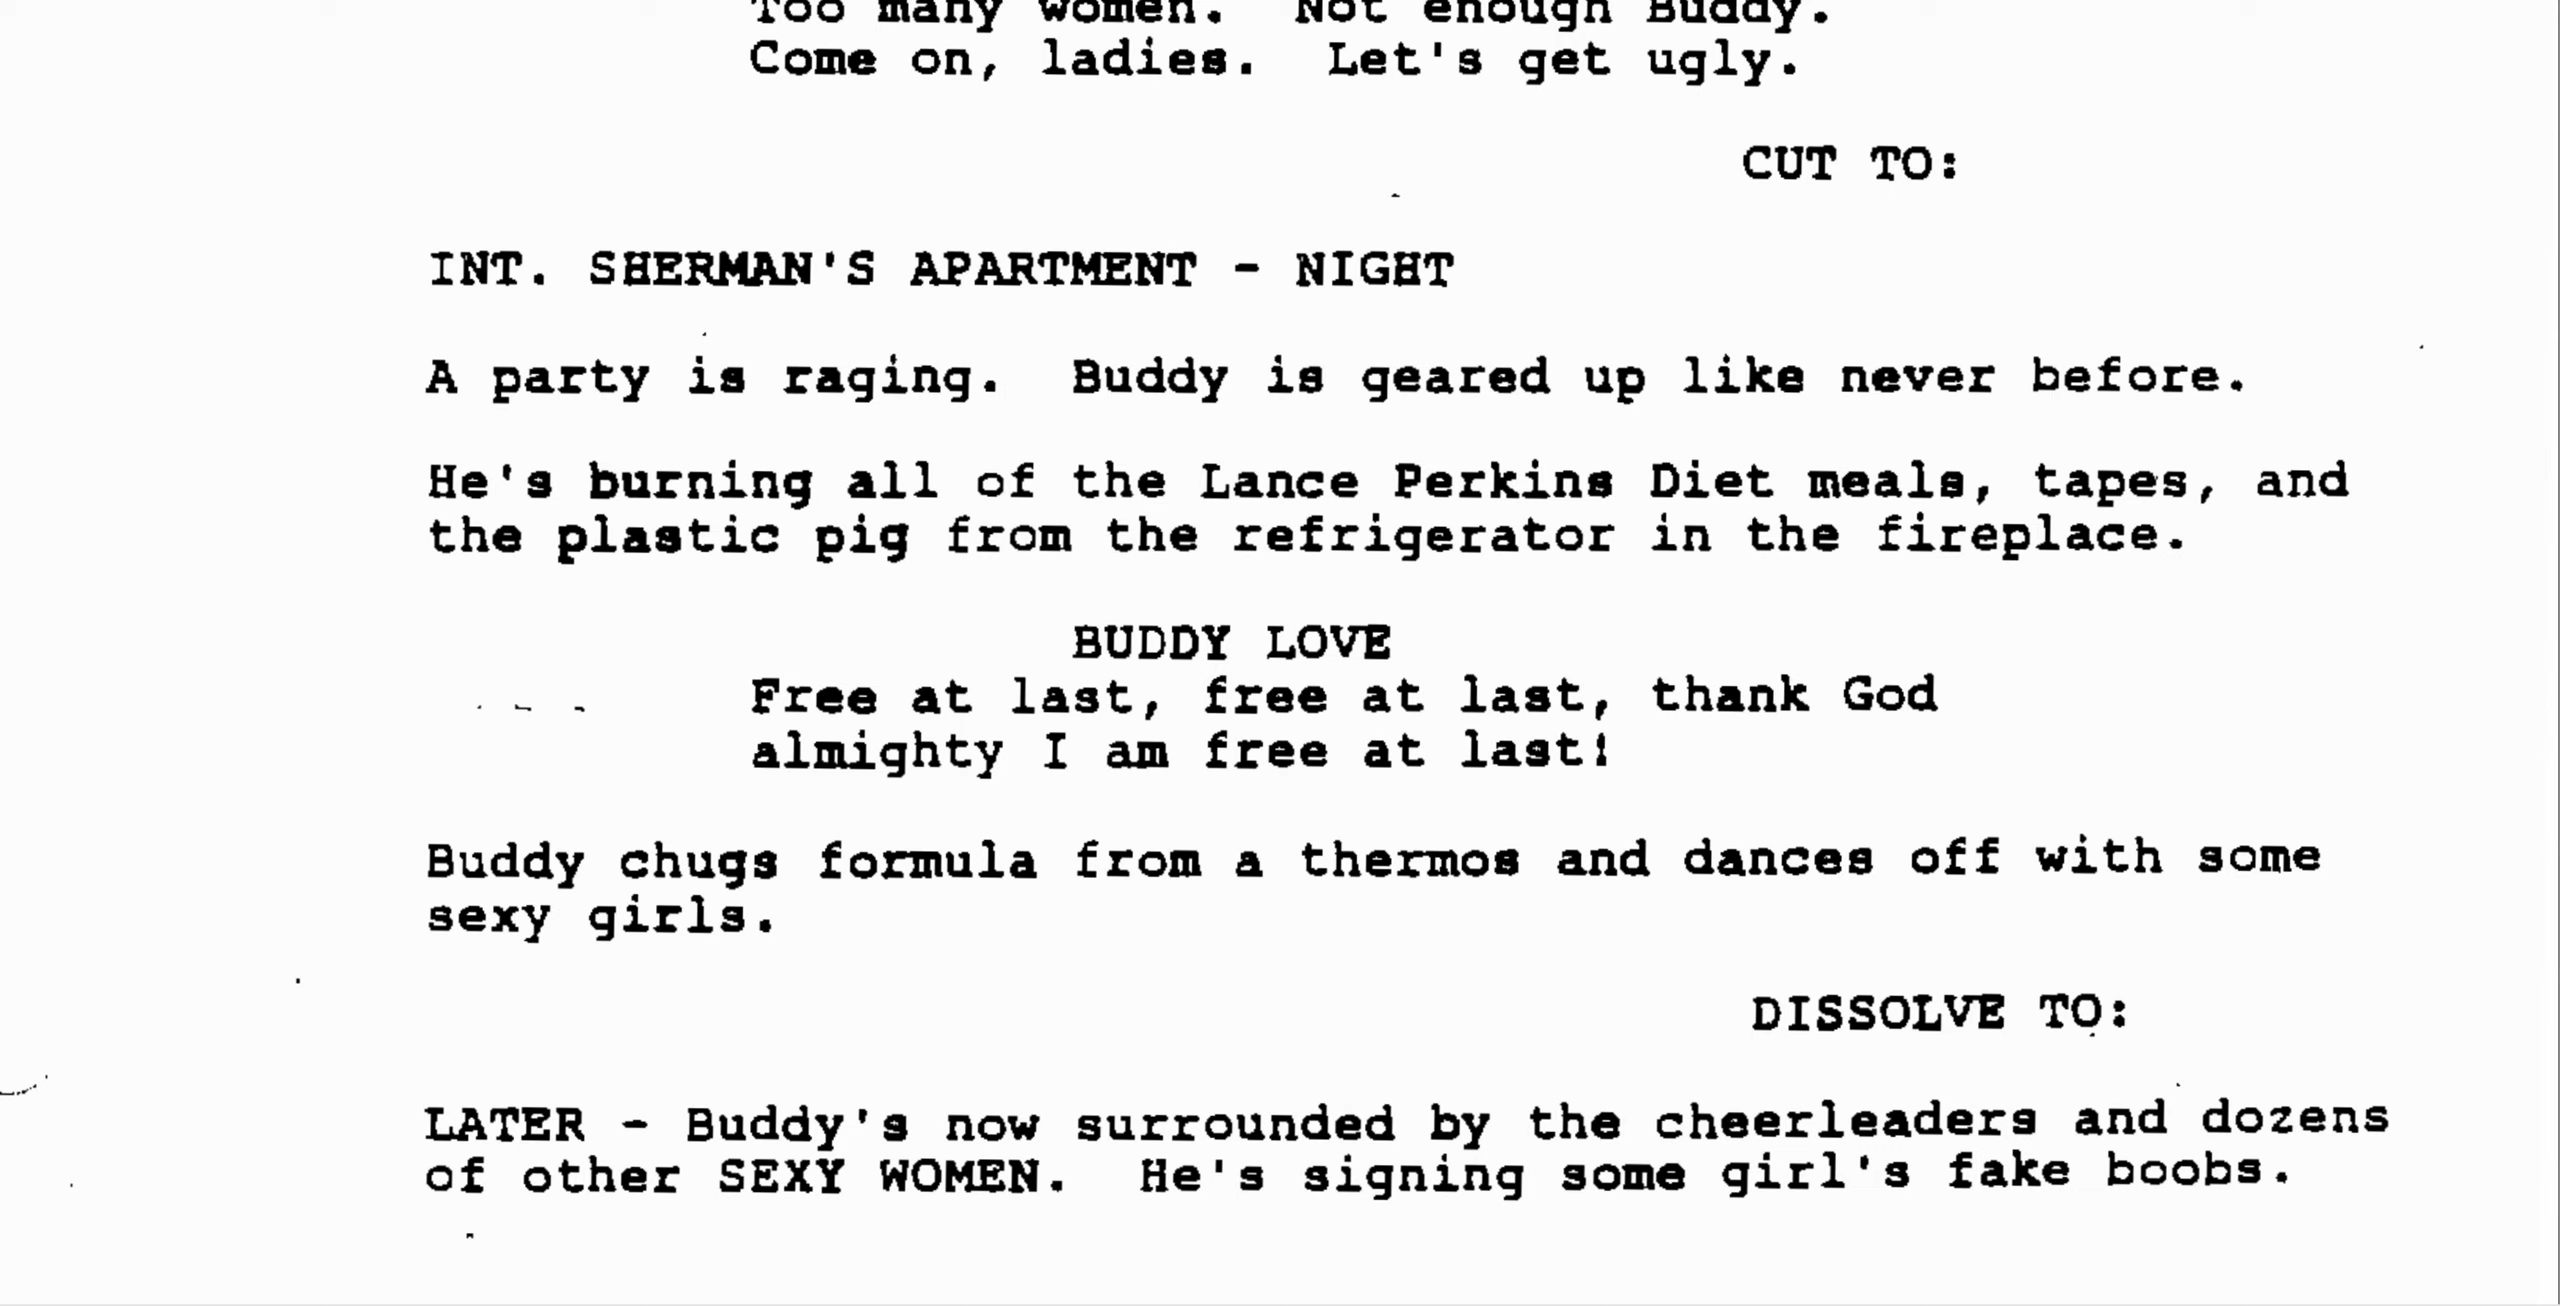 Too many women. Not enough Buddy.
Come on, ladies. Let's get ugly.
CUT TO:
INT. SHERMAN'S APARTMENT - NIGHT
A party is raging. Buddy is geared up like never before.
He's burning all of the Lance Perkins Diet meals, tapes, and
the plastic pig from the refrigerator in the fireplace.
BUDDY LOVE
Free at last, free at last, thank God
almighty I am free at last!
Buddy chugs formula from a thermos and dances off with some
sexy girls.
DISSOLVE TO:
LATER - Buddy's now surrounded by the cheerleaders and dozens
of other SEXY WOMEN. He's signing some girl's fake boobs.